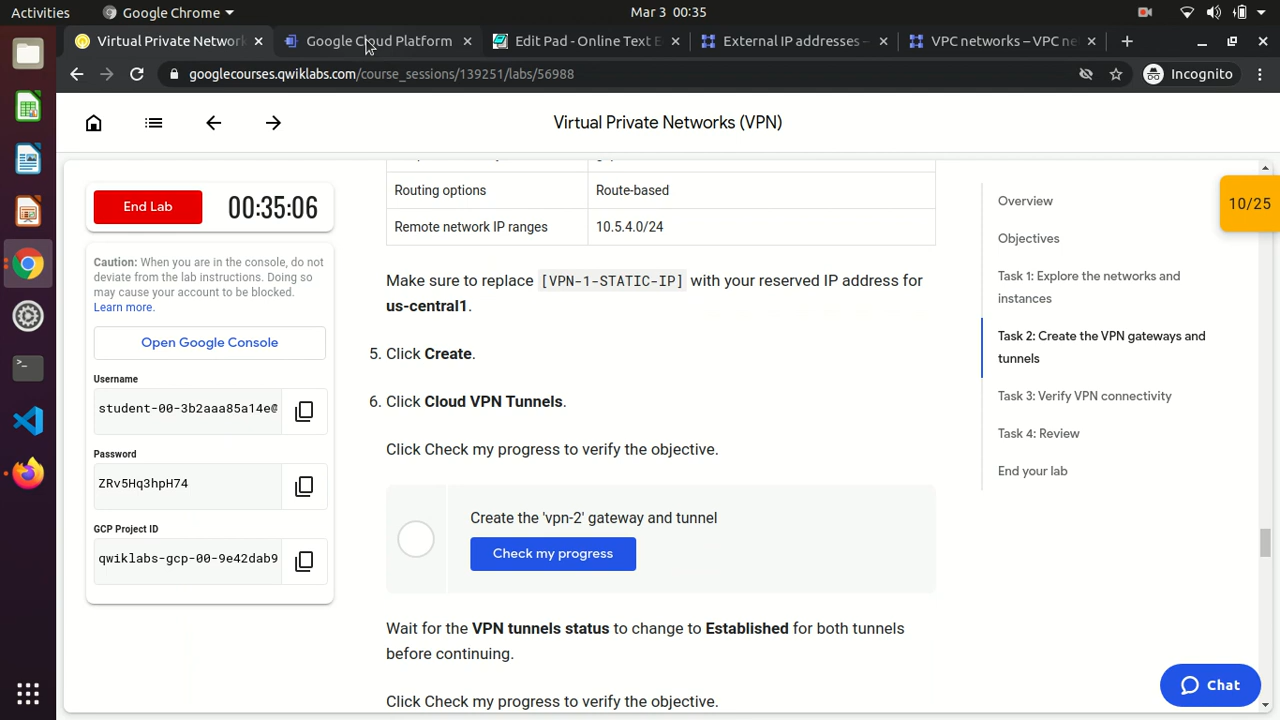 Activities
Google Chrome
Mar 3 00:35
Virtual Private Network
Google Cloud Platform
Edit Pad - Online Text E
External IP addresses –
VPC networks – VPC ne
googlecourses.qwiklabs.com/course_sessions/139251/labs/56988
Incognito
Virtual Private Networks (VPN)
End Lab
00:35:06
Caution: When you are in the console, do not
deviate from the lab instructions. Doing so
may cause your account to be blocked.
Learn more.
Open Google Console
Username
student-00-3b2aaa85a14e@
Password
ZRv5Hq3hpH74
GCP Project ID
qwiklabs-gcp-00-9e42dab9
Routing options
Route-based
Remote network IP ranges
10.5.4.0/24
Make sure to replace [VPN-1-STATIC-IP] with your reserved IP address for
us-central1.
5. Click Create.
6. Click Cloud VPN Tunnels.
Click Check my progress to verify the objective.
Create the 'vpn-2' gateway and tunnel
Check my progress
Wait for the VPN tunnels status to change to Established for both tunnels
before continuing.
Click Check my progress to verify the objective.
Overview
Objectives
Task 1: Explore the networks and
instances
Task 2: Create the VPN gateways and
tunnels
Task 3: Verify VPN connectivity
Task 4: Review
End your lab
10/25
Chat